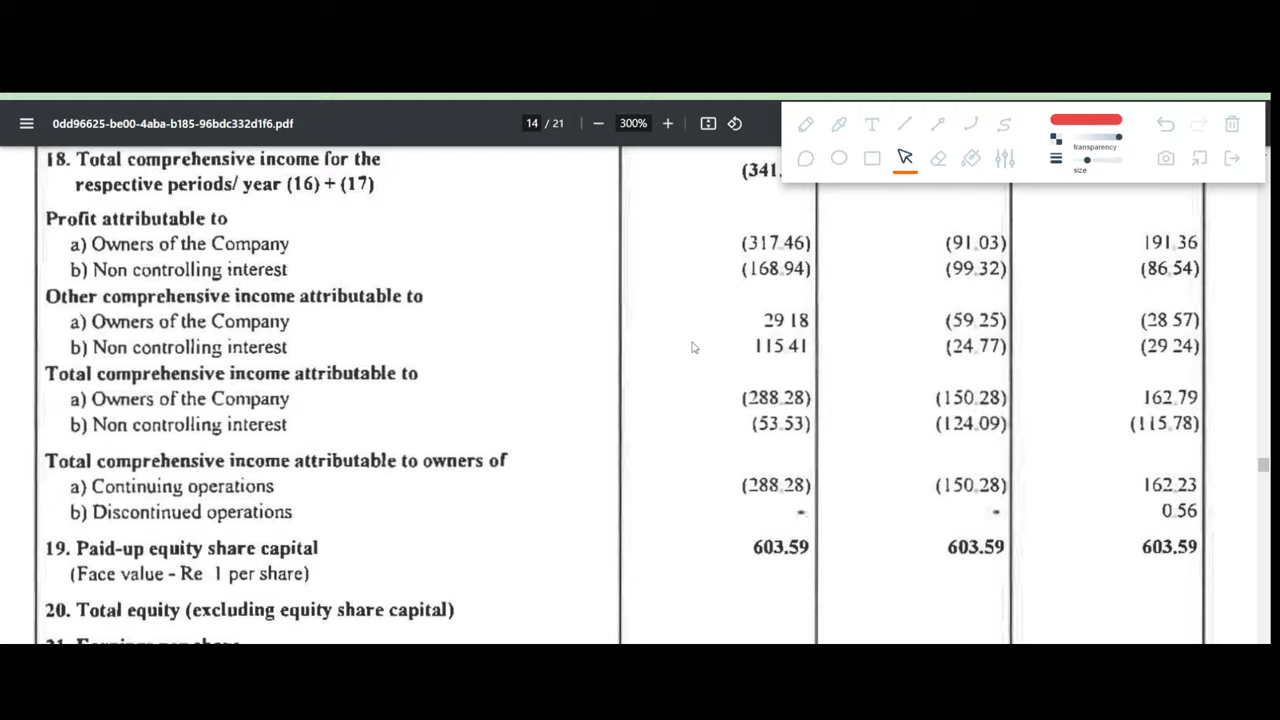 0dd96625-be00-4aba-b185-96bdc332d1f6.pdf 14 / 21 300%
transparency
size
18. Total comprehensive income for the
respective periods/ year (16) + (17) (341.
Profit attributable to
a) Owners of the Company (317.46) (91.03) 191.36
b) Non controlling interest (168.94) (99.32) (86.54)
Other comprehensive income attributable to
a) Owners of the Company 29 18 (59.25) (28 57)
b) Non controlling interest 115 41 (24.77) (29 24)
Total comprehensive income attributable to
a) Owners of the Company (288.28) (150.28) 162.79
b) Non controlling interest (53.53) (124.09) (115.78)
Total comprehensive income attributable to owners of
a) Continuing operations (288.28) (150.28) 162.23
b) Discontinued operations - - 0.56
19. Paid-up equity share capital 603.59 603.59 603.59
(Face value - Re 1 per share)
20. Total equity (excluding equity share capital)